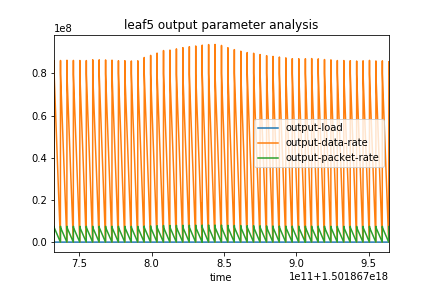 leaf5 output parameter analysis
1e8
0.8
0.6
0.4
0.2
0.0
output-load
output-data-rate
output-packet-rate
7.5 8.0 8.5 9.0 9.5
time
1e11+1.501867e18